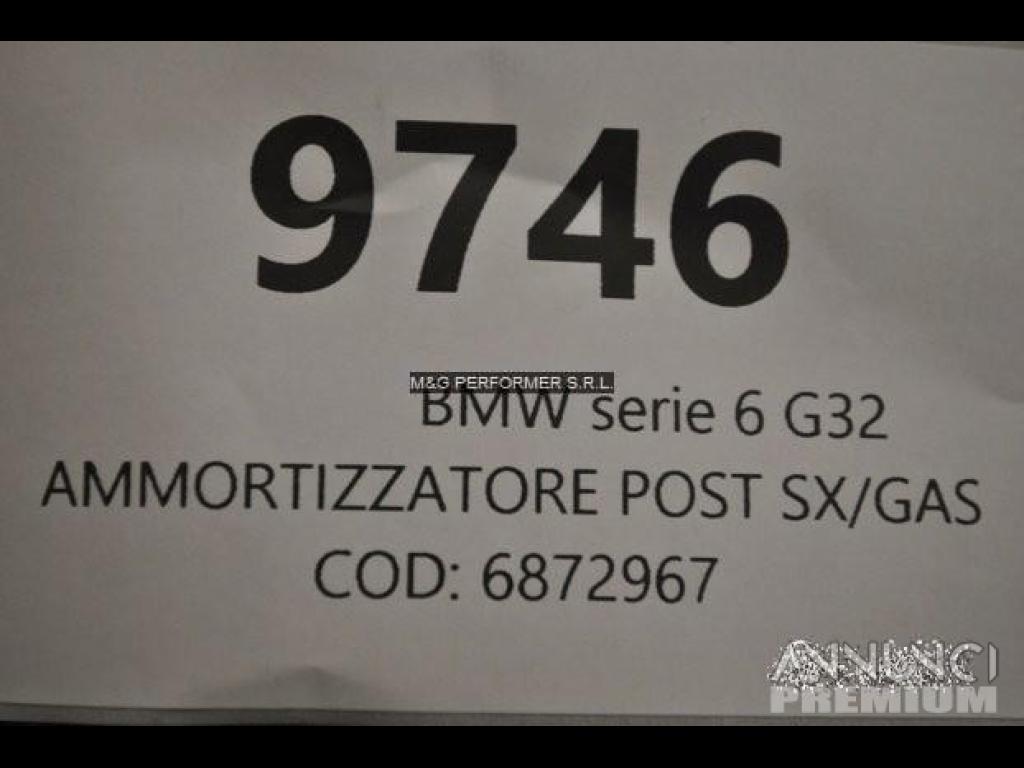 9746
M&G PERFORMER S.R.L.
BMW serie 6 G32
AMMORTIZZATORE POST SX/GAS
COD: 6872967
ANNUNCI
PREMIUM